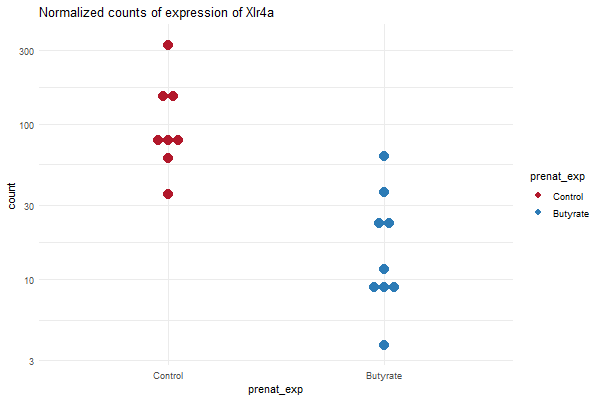 Normalized counts of expression of Xlr4a
300
100
30
10
3
count
Control
Butyrate
prenat_exp
prenat_exp
Control
Butyrate